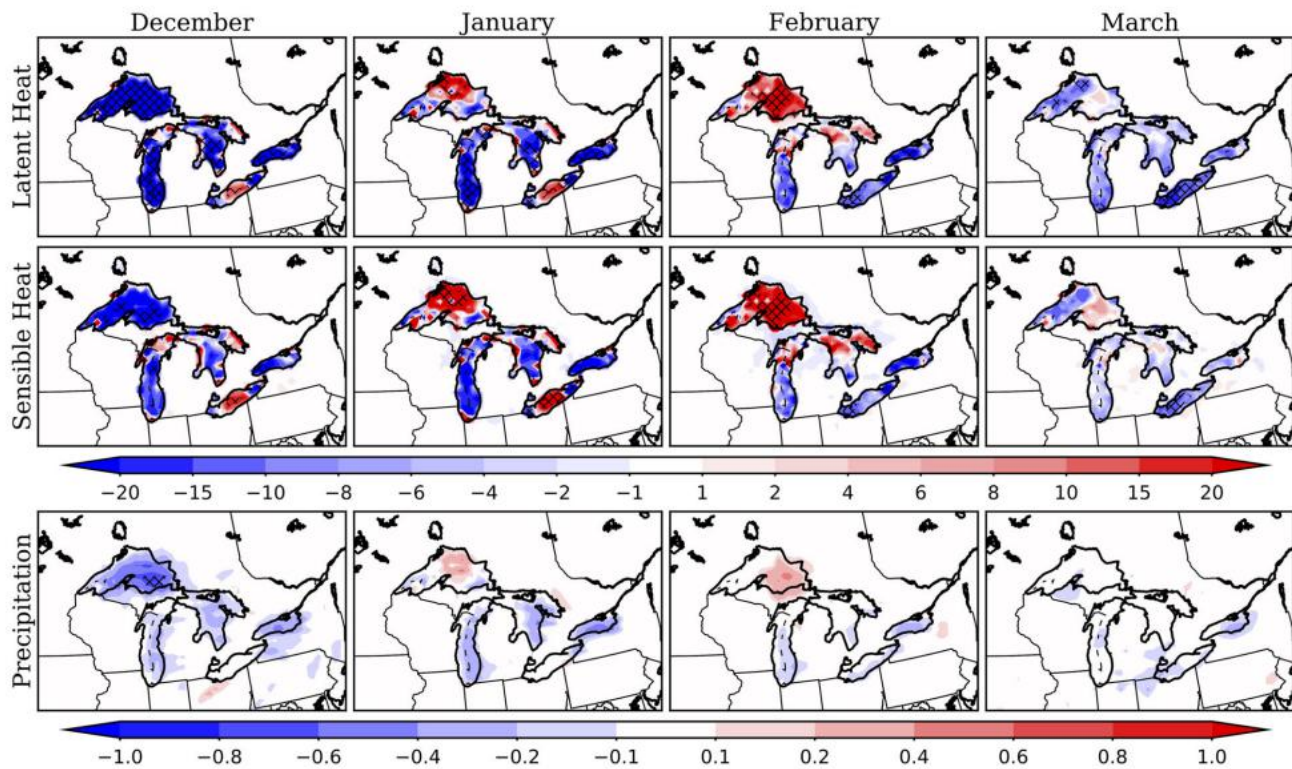 December January February March
Latent Heat
Sensible Heat
−20 −15 −10 −8 −6 −4 −2 −1 1 2 4 6 8 10 15 20
Precipitation
−1.0 −0.8 −0.6 −0.4 −0.2 −0.1 0.1 0.2 0.4 0.6 0.8 1.0